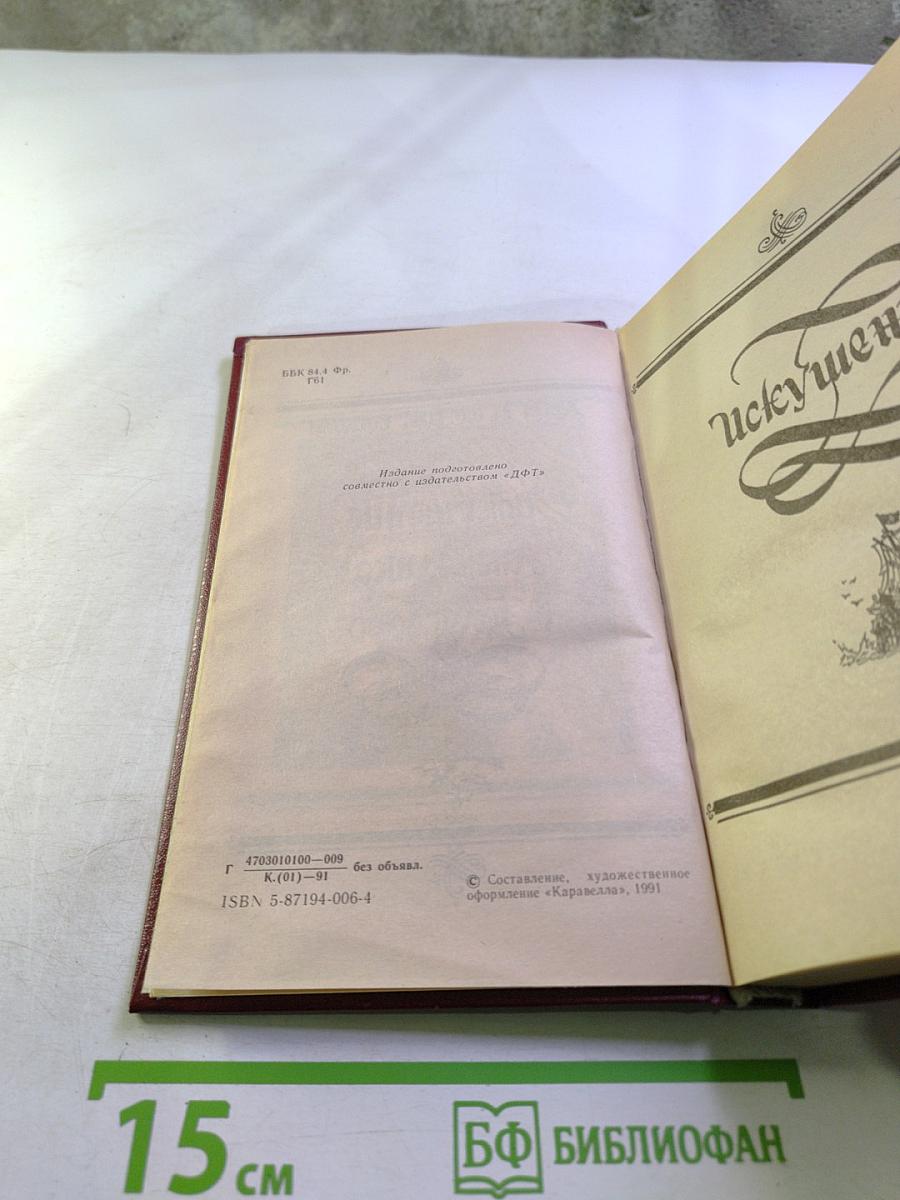 ББК 84.4 Фр.
Г61
Издание подготовлено
совместно с издательством «ДФТ»
Г 4703010100—009
К.(01)—91 без объявл.
ISBN 5-87194-006-4
© Составление, художественное
оформление «Каравелла», 1991
15 см
БФ БИБЛИОФАН